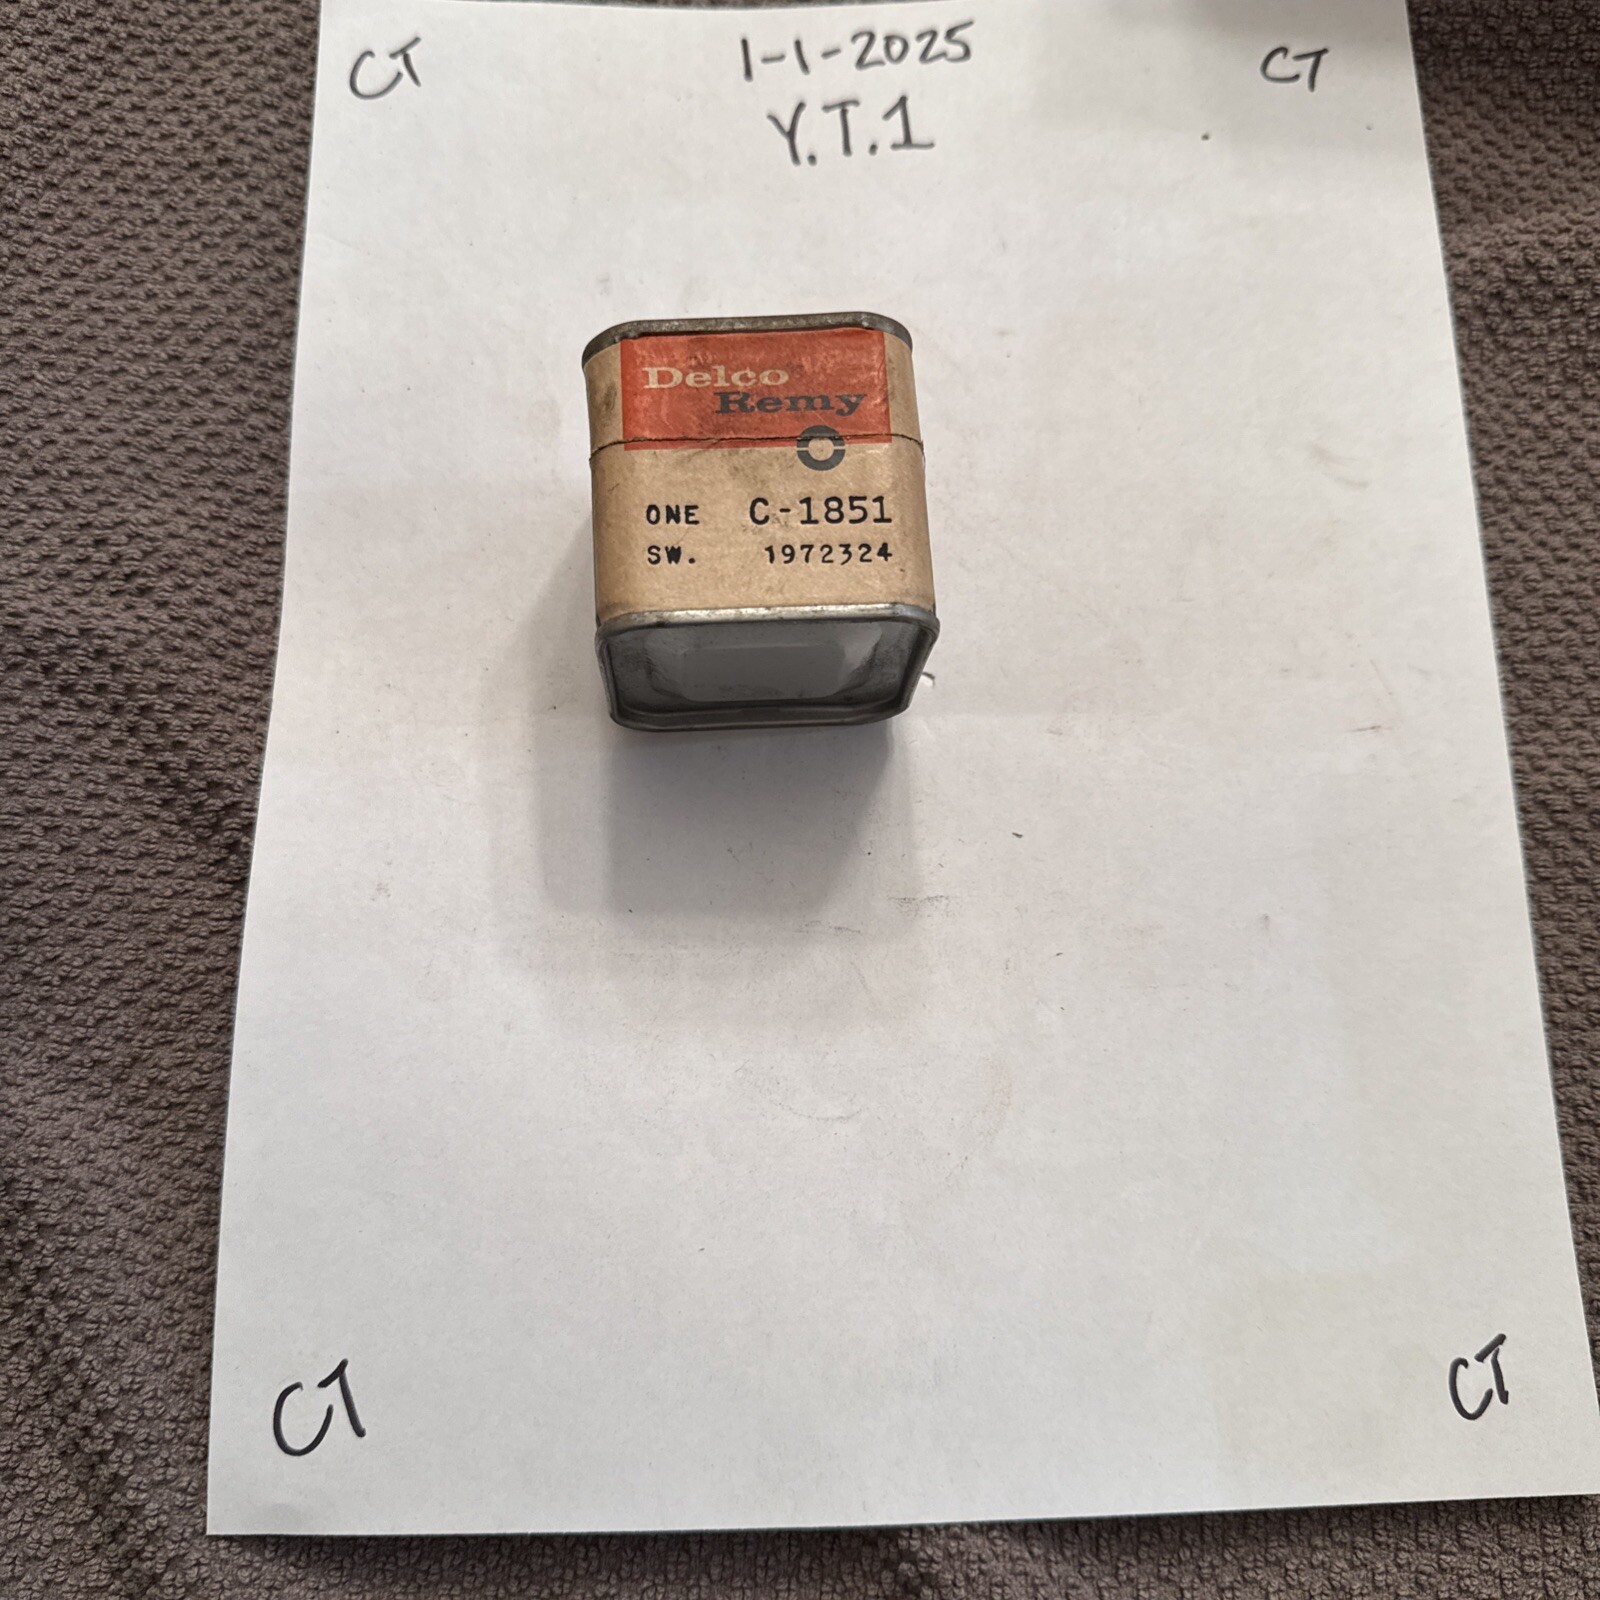 CT 1-1-2025 CT
Y.T.1
Delco
Remy
ONE C-1851
SW. 1972324
CT CT